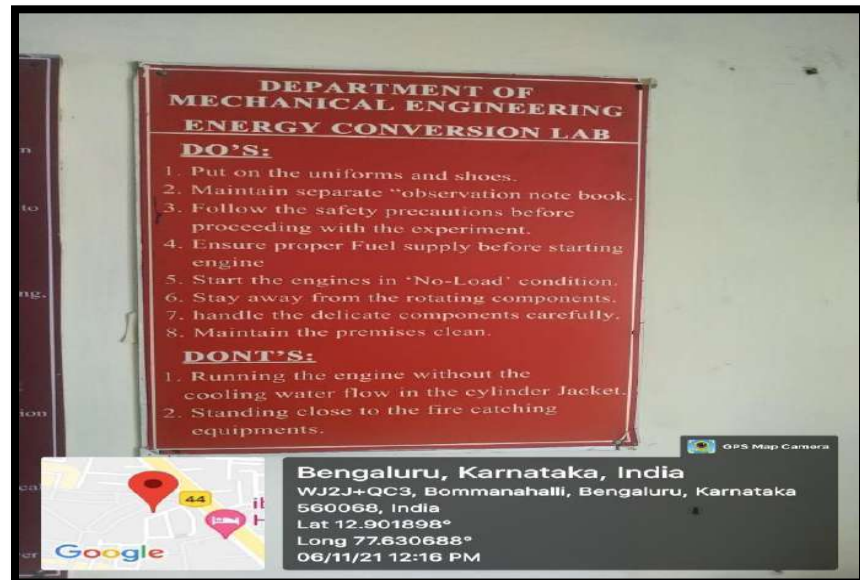 DEPARTMENT OF
MECHANICAL ENGINEERING
ENERGY CONVERSION LAB
DO'S:
1. Put on the uniforms and shoes.
2. Maintain separate "observation note book.
3. Follow the safety precautions before
proceeding with the experiment.
4. Ensure proper Fuel supply before starting
engine
5. Start the engines in 'No-Load' condition.
6. Stay away from the rotating components.
7. handle the delicate components carefully.
8. Maintain the premises clean.
DONT'S:
1. Running the engine without the
cooling water flow in the cylinder Jacket.
2. Standing close to the fire catching
equipments.
GPS Map Camera
Bengaluru, Karnataka, India
WJ2J+QC3, Bommanahalli, Bengaluru, Karnataka
560068, India
Lat 12.901898°
Long 77.630688°
06/11/21 12:16 PM
44
Google